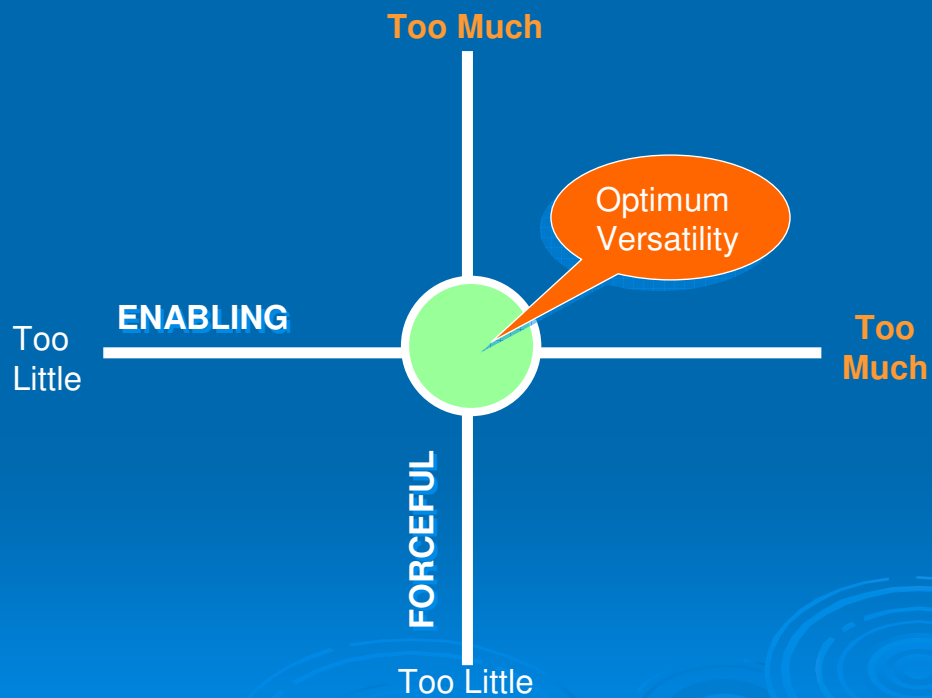 Too Much
Optimum
Versatility
ENABLING
Too
Little
Too
Much
FORCEFUL
Too Little